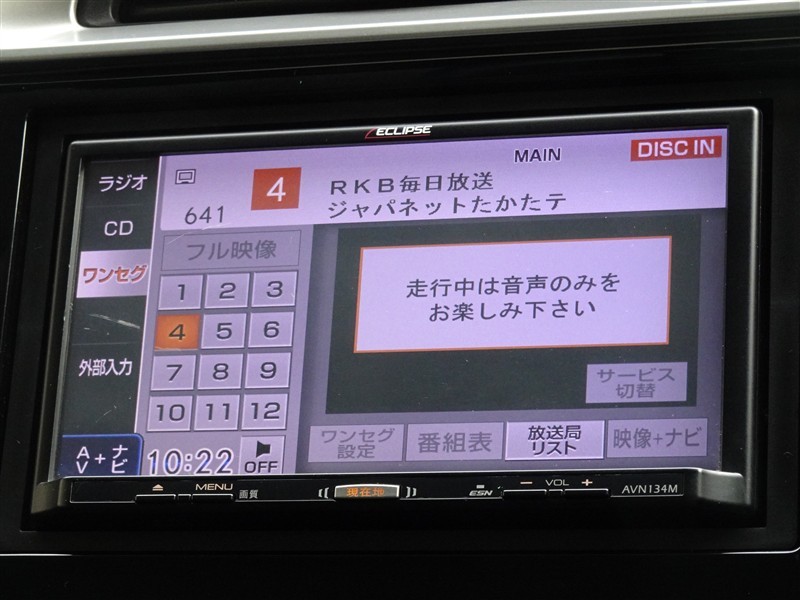 ECLIPSE
MAIN
DISC IN
ラジオ
641
4
RKB毎日放送
ジャパネットたかたテ
CD
フル映像
ワンセグ
1 2 3
走行中は音声のみを
お楽しみ下さい
4 5 6
外部入力
7 8 9
サービス
切替
10 11 12
ワンセグ
設定
番組表
放送局
リスト
映像+ナビ
AV+ナビ
10:22
OFF
MENU
画質
現在地
ESN
− VOL +
AVN134M